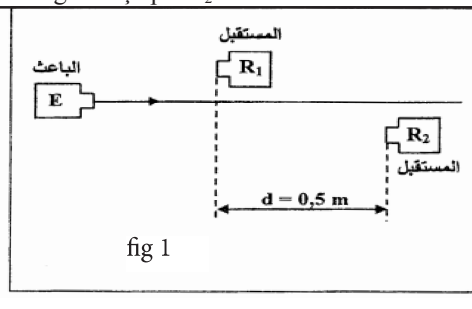 المستقبل
R₁
الباعث
E
R₂
المستقبل
d = 0,5 m
fig 1